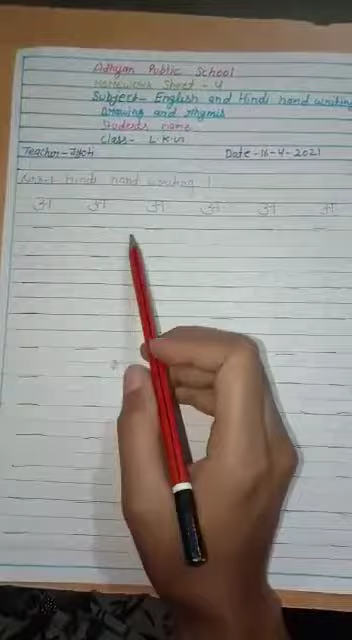 Adhyan Public School
Homework Sheet - 4
Subject- English and Hindi hand writing
Drawing and rhymis
Students name
Class- L.K.G
Teacher- ज्योति Date-16-4-2021
Hindi hand writing |
अ अ अ अ अ अ